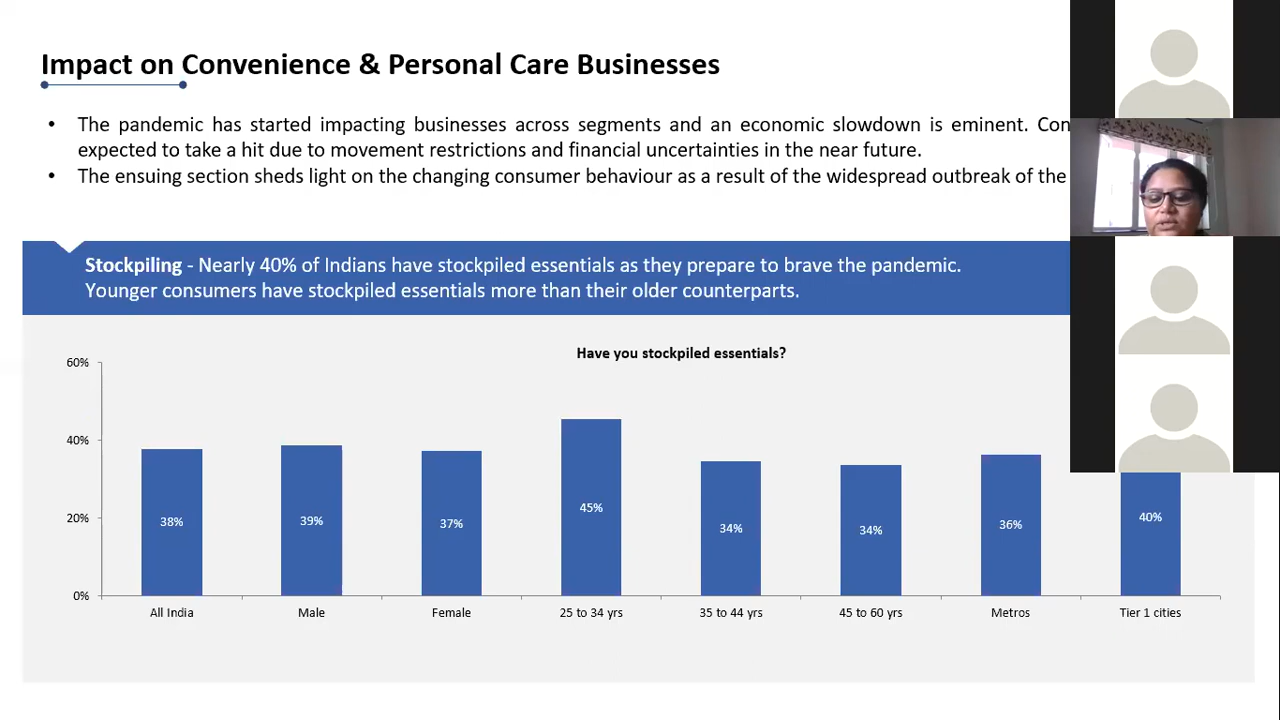 Impact on Convenience & Personal Care Businesses
• The pandemic has started impacting businesses across segments and an economic slowdown is eminent.
expected to take a hit due to movement restrictions and financial uncertainties in the near future.
• The ensuing section sheds light on the changing consumer behaviour as a result of the widespread outbreak of the
Stockpiling - Nearly 40% of Indians have stockpiled essentials as they prepare to brave the pandemic.
Younger consumers have stockpiled essentials more than their older counterparts.
Have you stockpiled essentials?
60%
40%
20%
0%
38%
39%
37%
45%
34%
34%
36%
40%
All India
Male
Female
25 to 34 yrs
35 to 44 yrs
45 to 60 yrs
Metros
Tier 1 cities